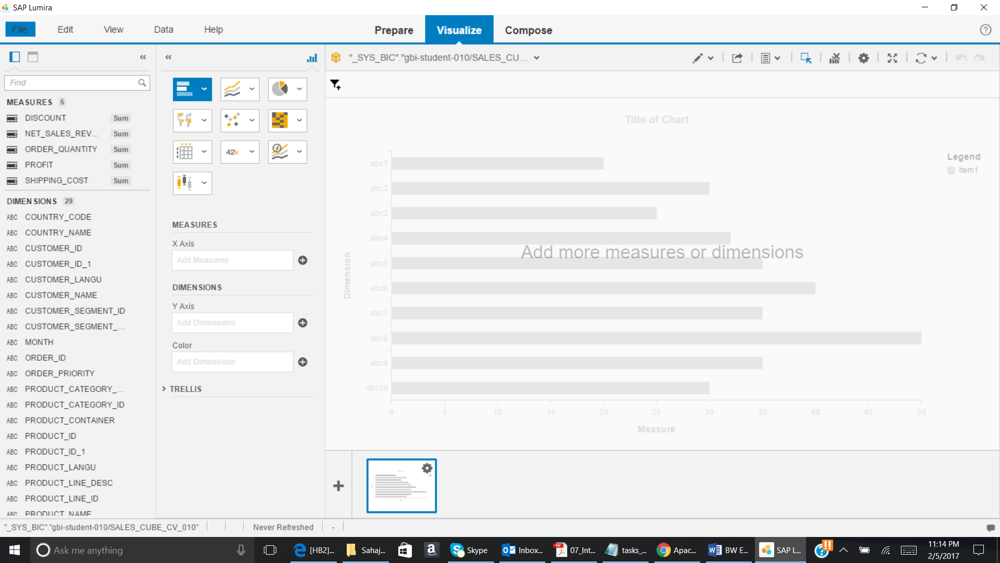 SAP Lumira
File Edit View Data Help Prepare Visualize Compose
"_SYS_BIC"."gbi-student-010/SALES_CU...
Find
MEASURES 5
DISCOUNT Sum
NET_SALES_REV... Sum
ORDER_QUANTITY Sum
PROFIT Sum
SHIPPING_COST Sum
DIMENSIONS 29
ABC COUNTRY_CODE
ABC COUNTRY_NAME
ABC CUSTOMER_ID
ABC CUSTOMER_ID_1
ABC CUSTOMER_LANGU
ABC CUSTOMER_NAME
ABC CUSTOMER_SEGMENT_ID
ABC CUSTOMER_SEGMENT_...
ABC MONTH
ABC ORDER_ID
ABC ORDER_PRIORITY
ABC PRODUCT_CATEGORY_...
ABC PRODUCT_CATEGORY_ID
ABC PRODUCT_CONTAINER
ABC PRODUCT_ID
ABC PRODUCT_ID_1
ABC PRODUCT_LANGU
ABC PRODUCT_LINE_DESC
ABC PRODUCT_LINE_ID
ABC PRODUCT_NAME
42k
MEASURES
X Axis
Add Measures
DIMENSIONS
Y Axis
Add Dimensions
Color
Add Dimensions
TRELLIS
Title of Chart
Legend
Item1
Dimension
abc1
abc2
abc3
abc4
Add more measures or dimensions
abc5
abc6
abc7
abc8
abc9
abc10
0 5 10 15 20 25 30 35 40 45 50
Measure
"_SYS_BIC"."gbi-student-010/SALES_CUBE_CV_010" Never Refreshed -
Ask me anything [HB2]... Sahaj... Skype Inbox... 07_Int... tasks_... Apac... BW E... SAP L... 11:14 PM
2/5/2017